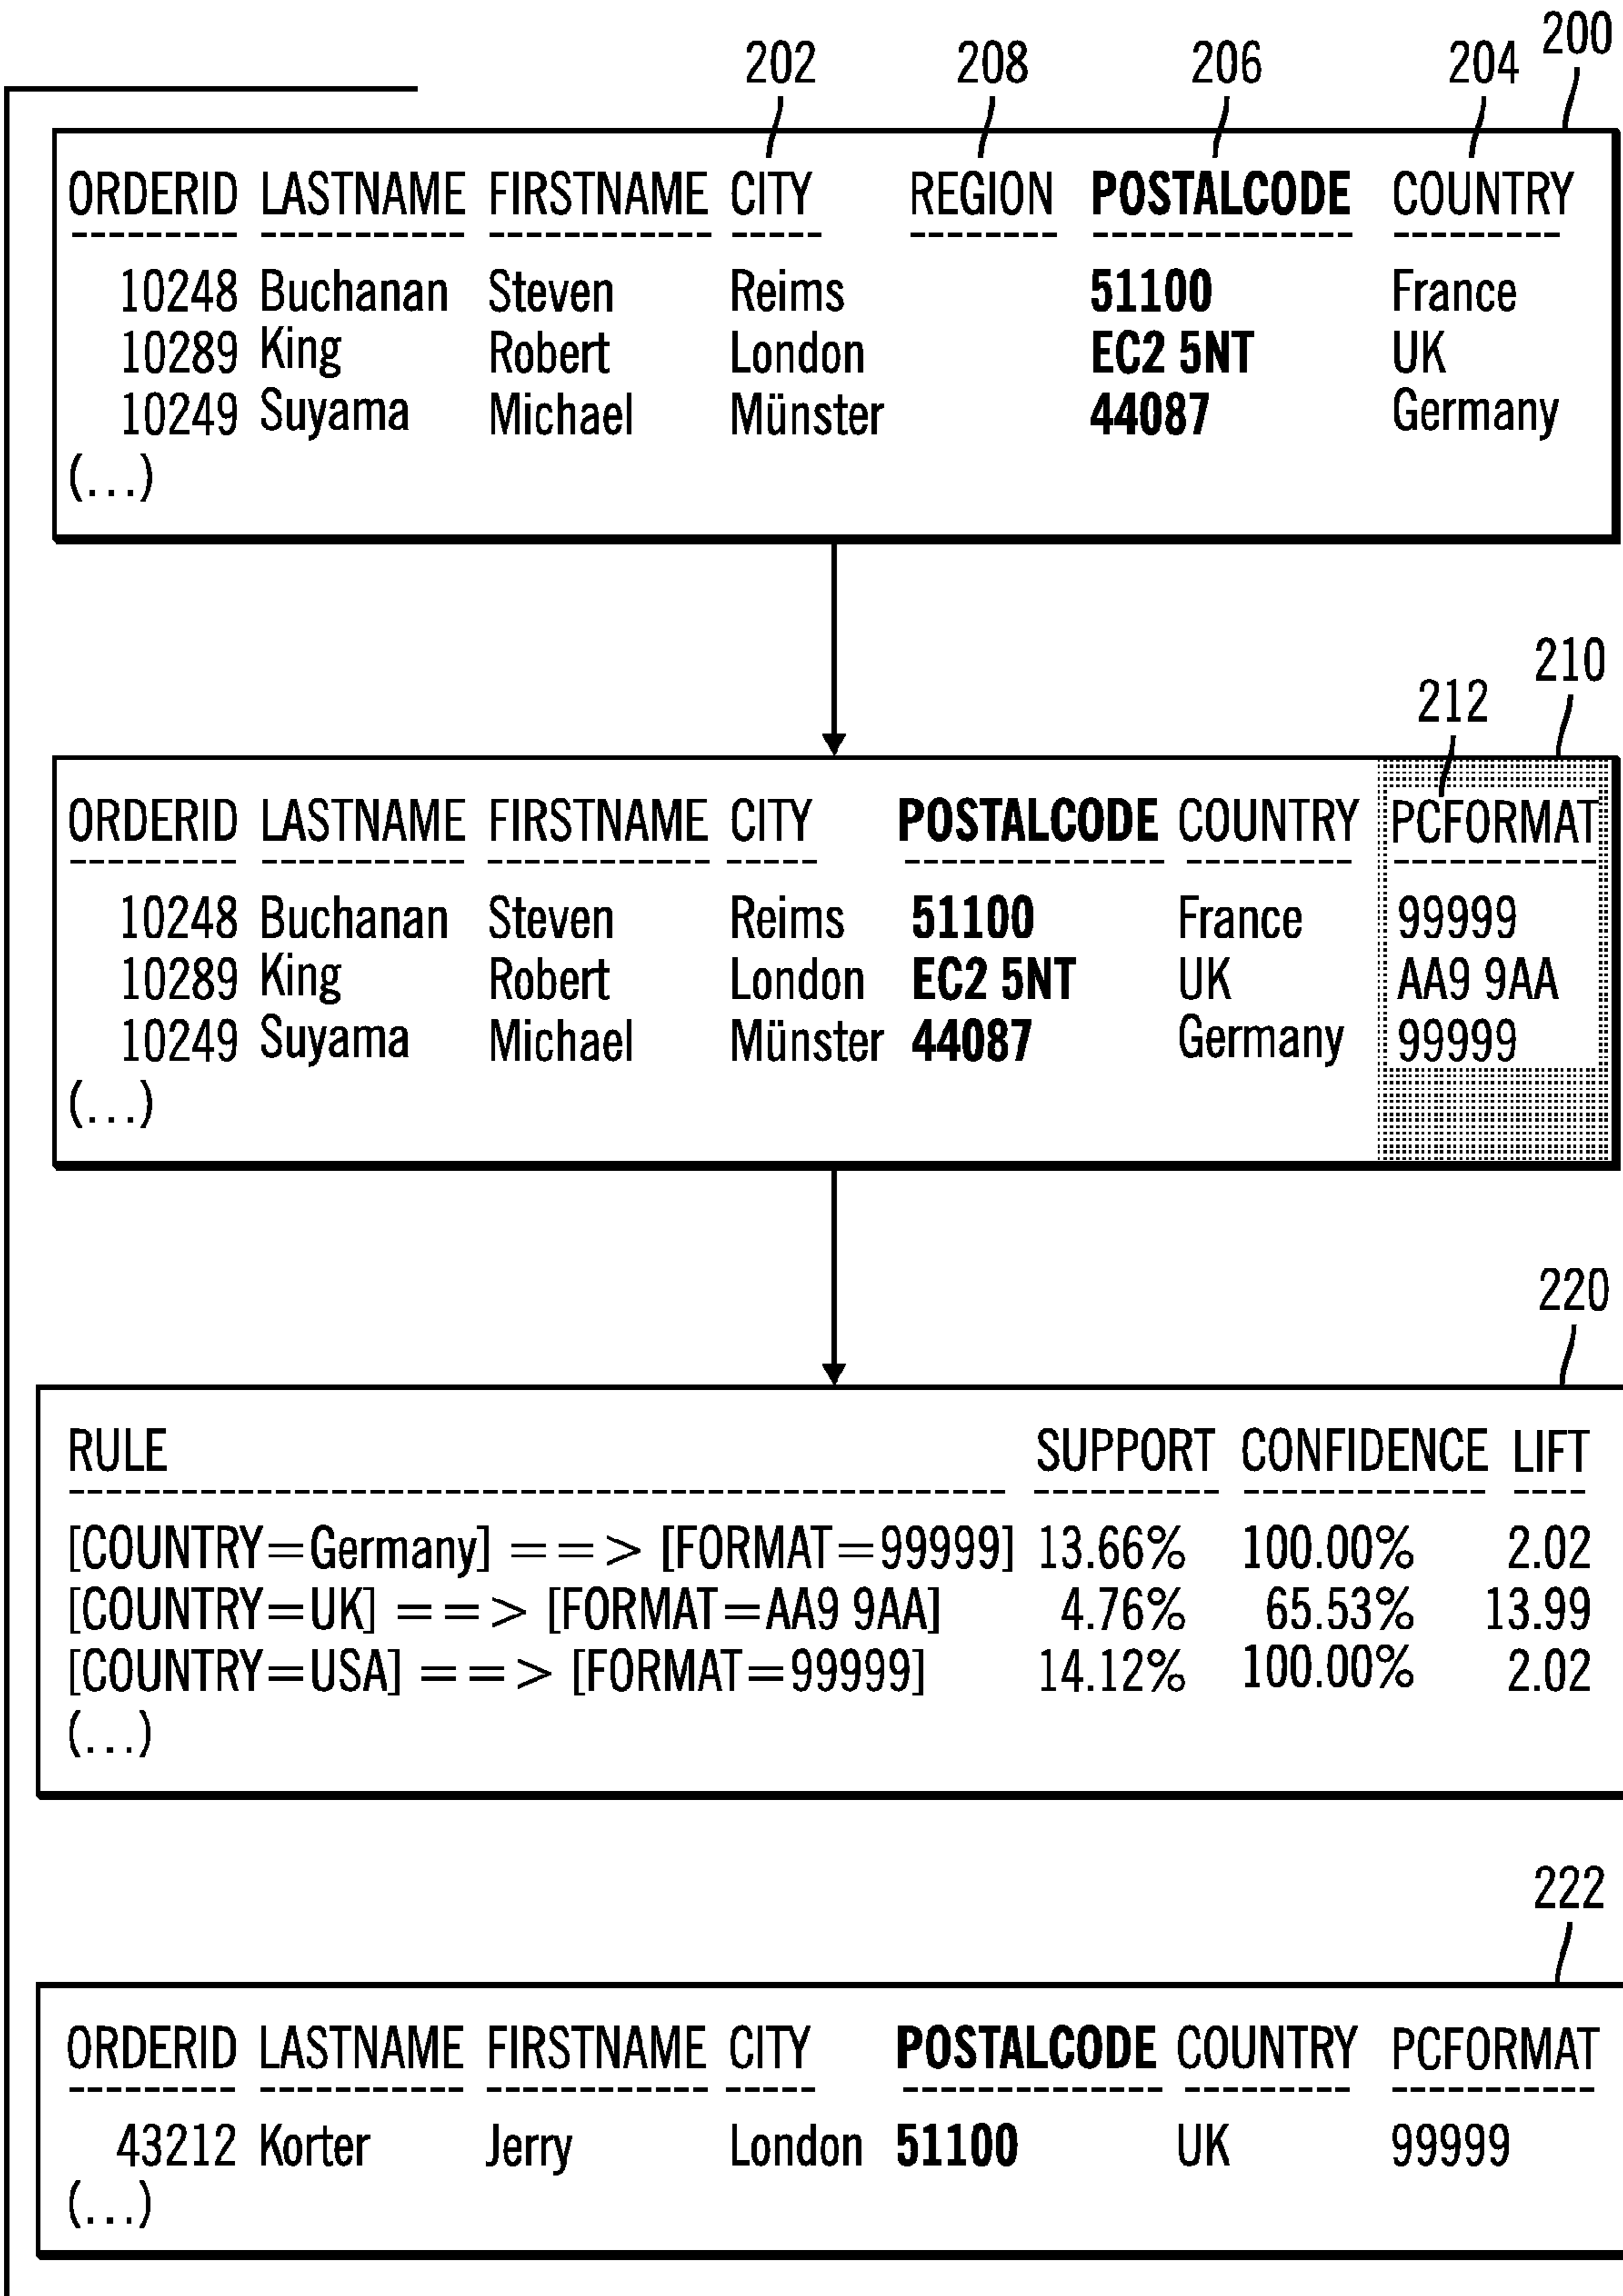 200
202 208 206 204
ORDERID LASTNAME FIRSTNAME CITY REGION POSTALCODE COUNTRY
10248 Buchanan Steven Reims 51100 France
10289 King Robert London EC2 5NT UK
10249 Suyama Michael Münster 44087 Germany
(...)
210
212
ORDERID LASTNAME FIRSTNAME CITY POSTALCODE COUNTRY PCFORMAT
10248 Buchanan Steven Reims 51100 France 99999
10289 King Robert London EC2 5NT UK AA9 9AA
10249 Suyama Michael Münster 44087 Germany 99999
(...)
220
RULE SUPPORT CONFIDENCE LIFT
[COUNTRY=Germany] ==> [FORMAT=99999] 13.66% 100.00% 2.02
[COUNTRY=UK] ==> [FORMAT=AA9 9AA] 4.76% 65.53% 13.99
[COUNTRY=USA] ==> [FORMAT=99999] 14.12% 100.00% 2.02
(...)
222
ORDERID LASTNAME FIRSTNAME CITY POSTALCODE COUNTRY PCFORMAT
43212 Korter Jerry London 51100 UK 99999
(...)